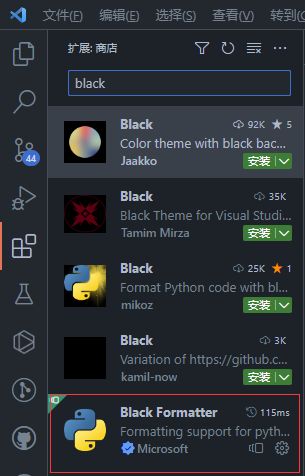 文件(F) 编辑(E) 选择(S) 查看(V) 转到(
扩展: 商店
black
Black 92K 5
Color theme with black bac...
Jaakko 安装
Black 35K
Black Theme for Visual Studi...
Tamim Mirza 安装
Black 25K 1
Format Python code with bl...
mikoz 安装
Black 3K
Variation of https://github.c...
kamil-now 安装
Black Formatter 115ms
Formatting support for pyth...
Microsoft
44